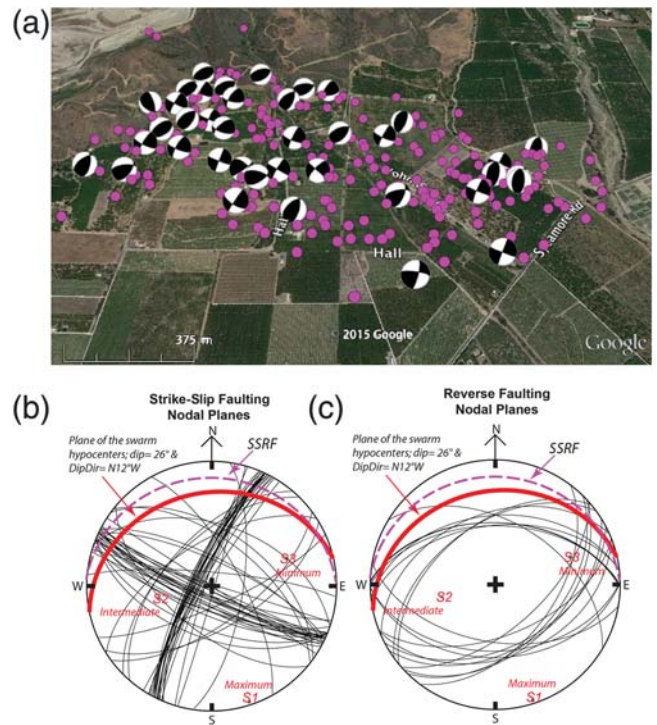 (a)
Hall
Hall
S
amore Rd
375 m
© 2015 Google
Google
(b)
Strike-Slip Faulting
Nodal Planes
Plane of the swarm
hypocenters; dip= 26° &
DipDir= N12°W
N
SSRF
W
E
S
S3
Minimum
S2
Intermediate
Maximum
S1
(c)
Reverse Faulting
Nodal Planes
Plane of the swarm
hypocenters; dip= 26° &
DipDir= N12°W
N
SSRF
W
E
S
S3
Minimum
S2
Intermediate
Maximum
S1